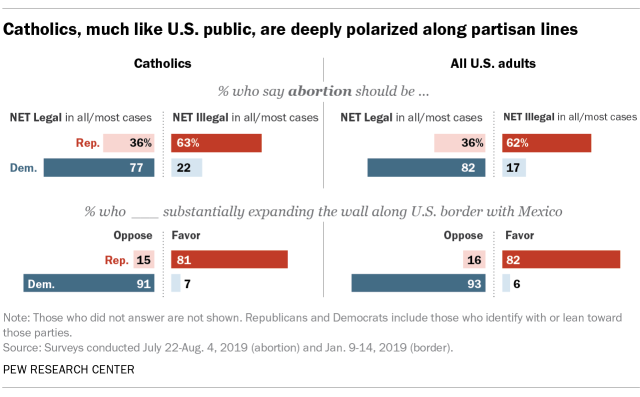 Catholics, much like U.S. public, are deeply polarized along partisan lines
Catholics
All U.S. adults
% who say abortion should be ...
NET Legal in all/most cases
NET Illegal in all/most cases
NET Legal in all/most cases
NET Illegal in all/most cases
Rep. 36% 63% 36% 62%
Dem. 77 22 82 17
% who ___ substantially expanding the wall along U.S. border with Mexico
Oppose Favor Oppose Favor
Rep. 15 81 16 82
Dem. 91 7 93 6
Note: Those who did not answer are not shown. Republicans and Democrats include those who identify with or lean toward
those parties.
Source: Surveys conducted July 22-Aug. 4, 2019 (abortion) and Jan. 9-14, 2019 (border).
PEW RESEARCH CENTER